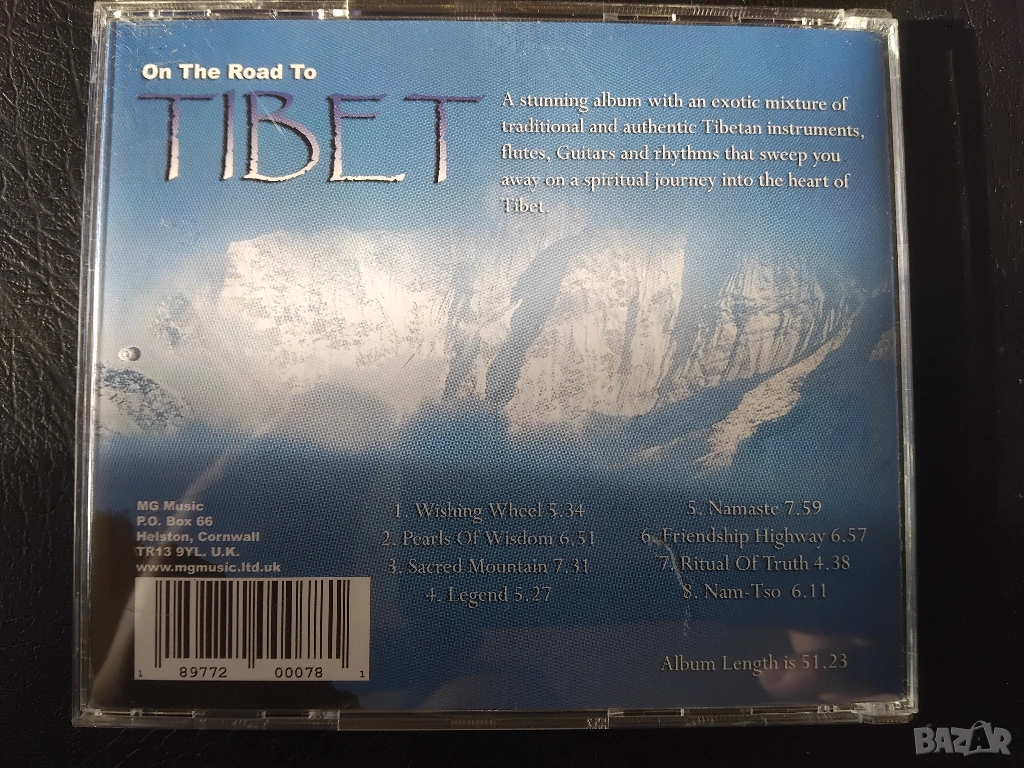 On The Road To
TIBET
A stunning album with an exotic mixture of
traditional and authentic Tibetan instruments,
flutes, Guitars and rhythms that sweep you
away on a spiritual journey into the heart of
Tibet.
MG Music
P.O. Box 66
Helston, Cornwall
TR13 9YL. U.K.
www.mgmusic.ltd.uk
1. Wishing Wheel 5.34
2. Pearls Of Wisdom 6.51
3. Sacred Mountain 7.31
4. Legend 5.27
5. Namaste 7.59
6. Friendship Highway 6.57
7. Ritual Of Truth 4.38
8. Nam-Tso 6.11
1 89772 00078 1
Album Length is 51.23
BAZAR